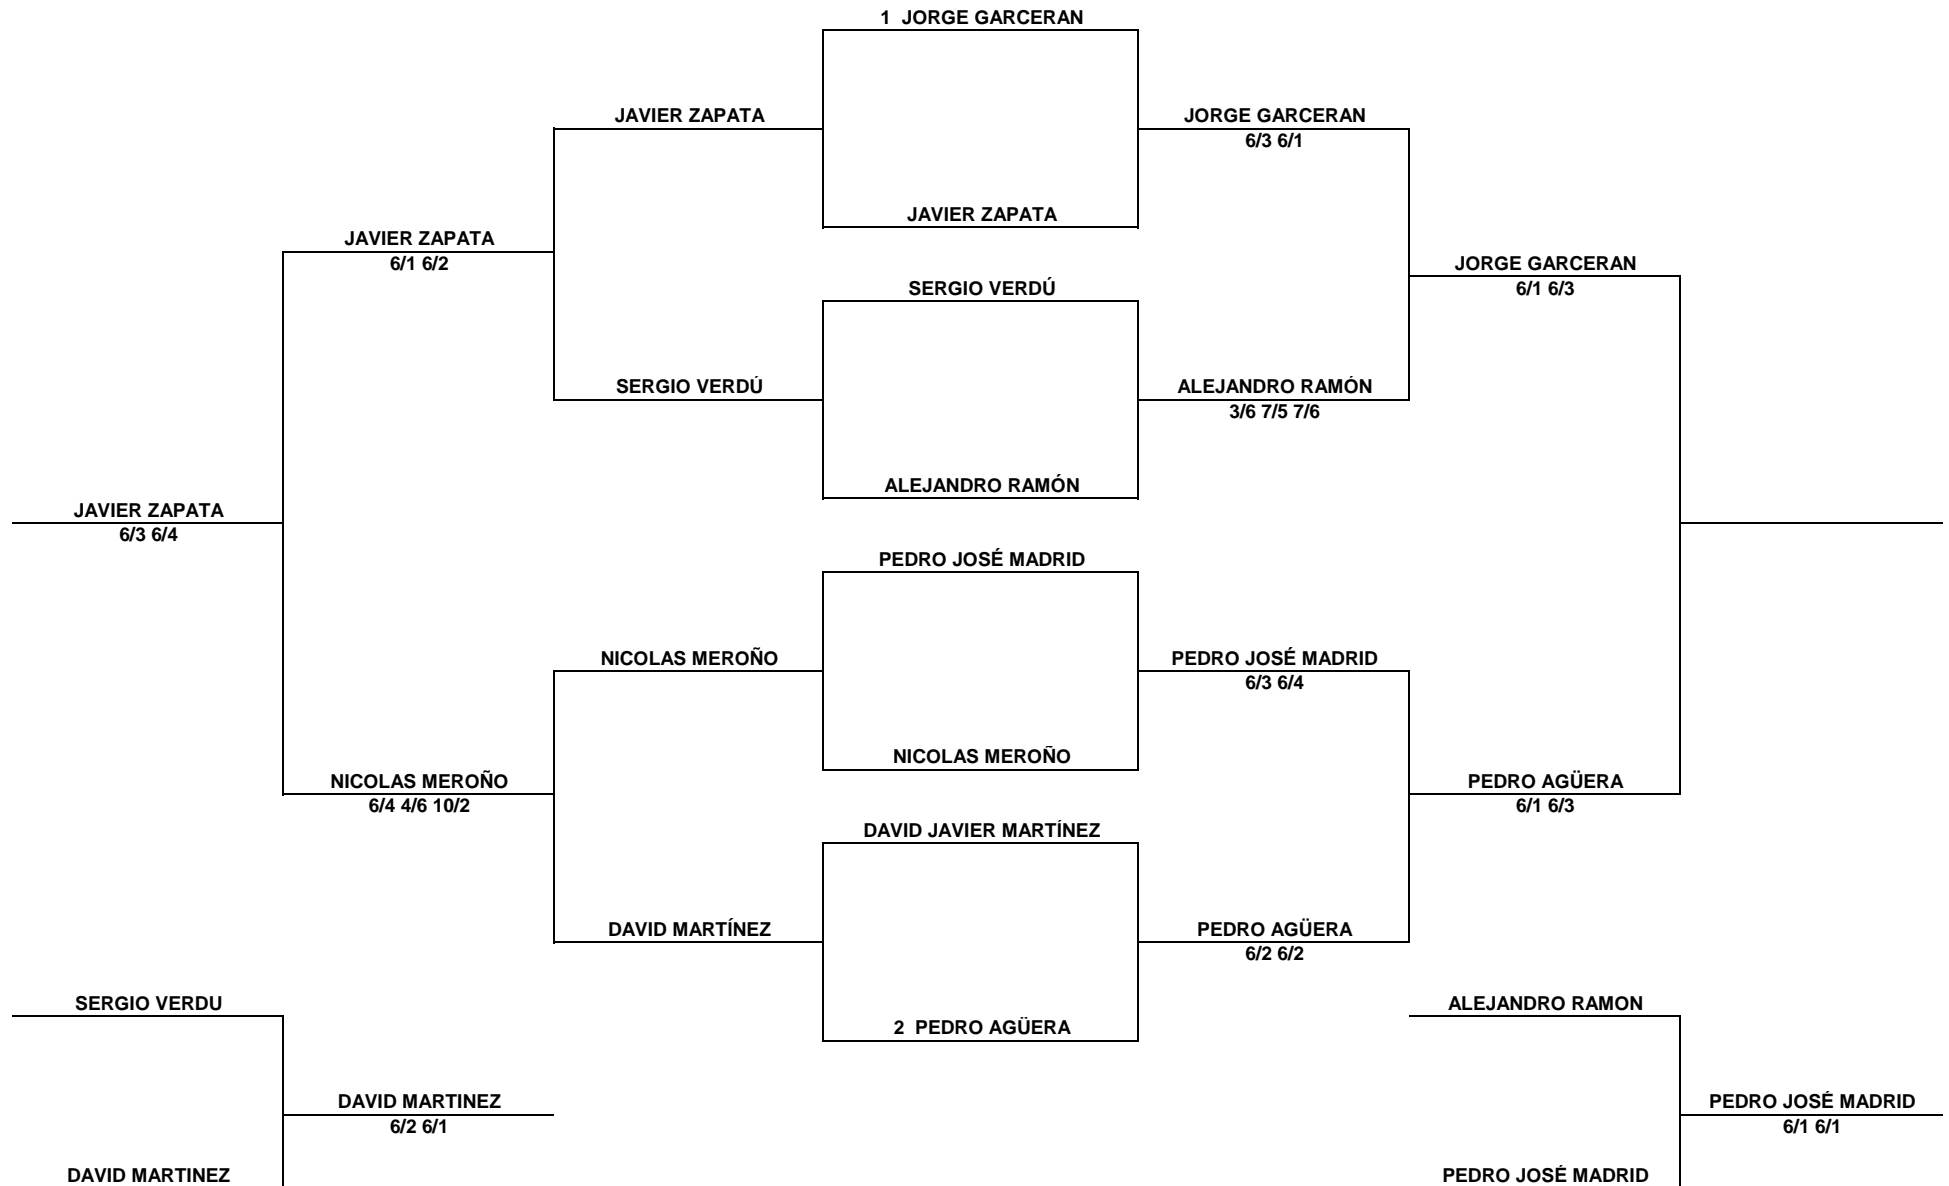 1 JORGE GARCERAN
JAVIER ZAPATA
JORGE GARCERAN
6/3 6/1
JAVIER ZAPATA
JAVIER ZAPATA
6/1 6/2
JORGE GARCERAN
6/1 6/3
SERGIO VERDÚ
SERGIO VERDÚ
ALEJANDRO RAMÓN
3/6 7/5 7/6
ALEJANDRO RAMÓN
JAVIER ZAPATA
6/3 6/4
PEDRO JOSÉ MADRID
NICOLAS MEROÑO
PEDRO JOSÉ MADRID
6/3 6/4
NICOLAS MEROÑO
NICOLAS MEROÑO
6/4 4/6 10/2
PEDRO AGÜERA
6/1 6/3
DAVID JAVIER MARTÍNEZ
DAVID MARTÍNEZ
PEDRO AGÜERA
6/2 6/2
SERGIO VERDU
ALEJANDRO RAMON
2 PEDRO AGÜERA
DAVID MARTINEZ
6/2 6/1
PEDRO JOSÉ MADRID
6/1 6/1
DAVID MARTINEZ
PEDRO JOSÉ MADRID